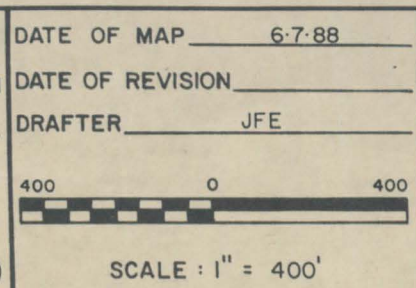 DATE OF MAP 6·7·88
DATE OF REVISION
DRAFTER JFE
400 0 400
SCALE : 1" = 400'